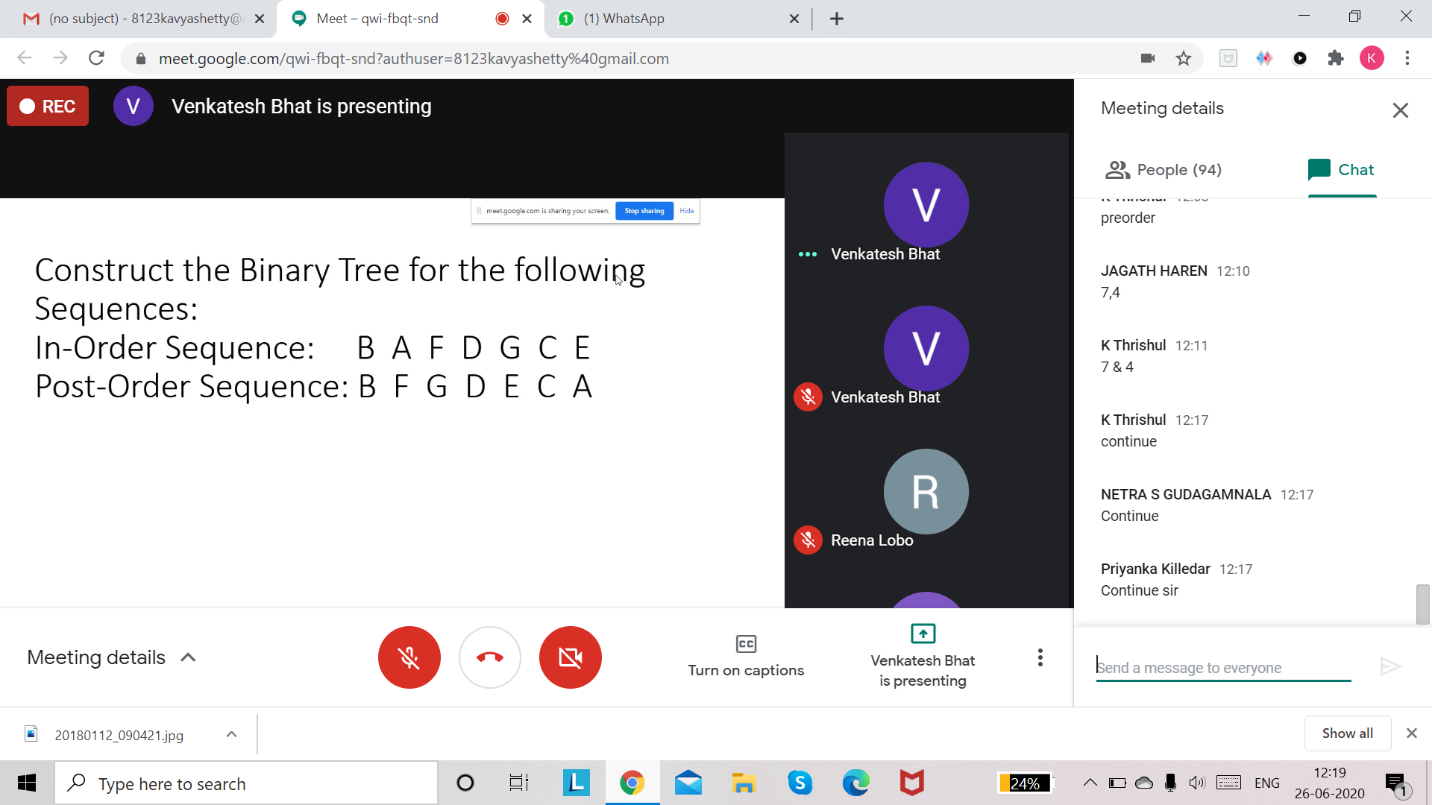 (no subject) - 8123kavyashetty@
Meet – qwi-fbqt-snd
(1) WhatsApp
meet.google.com/qwi-fbqt-snd?authuser=8123kavyashetty%40gmail.com
K
REC
V
Venkatesh Bhat is presenting
meet.google.com is sharing your screen.
Stop sharing
Hide
Construct the Binary Tree for the following
Sequences:
In-Order Sequence: B A F D G C E
Post-Order Sequence: B F G D E C A
V
Venkatesh Bhat
V
Venkatesh Bhat
R
Reena Lobo
Meeting details
People (94)
Chat
preorder
JAGATH HAREN 12:10
7,4
K Thrishul 12:11
7 & 4
K Thrishul 12:17
continue
NETRA S GUDAGAMNALA 12:17
Continue
Priyanka Killedar 12:17
Continue sir
Send a message to everyone
Meeting details
CC
Turn on captions
Venkatesh Bhat
is presenting
20180112_090421.jpg
Show all
Type here to search
L
S
24%
ENG
12:19
26-06-2020
1